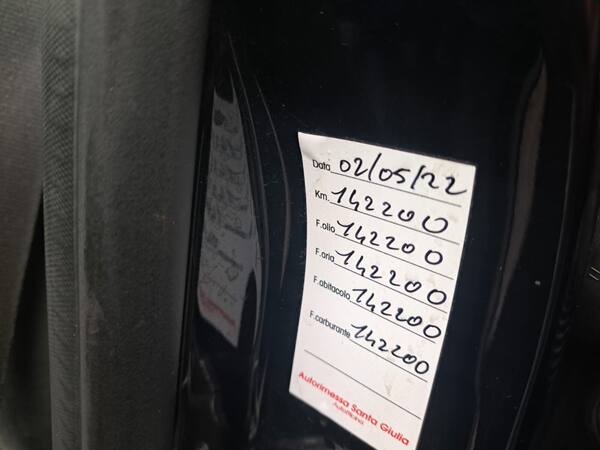 Data 02/05/22
Km. 142200
F.olio 142200
F.aria 142200
F.abitacolo 142200
F.carburante 142200
Autorimessa Santa Giulia